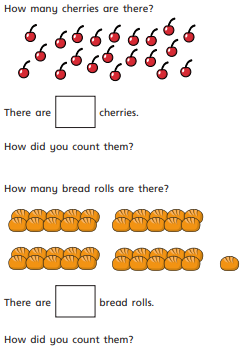 How many cherries are there?
There are cherries.
How did you count them?
How many bread rolls are there?
There are bread rolls.
How did you count them?